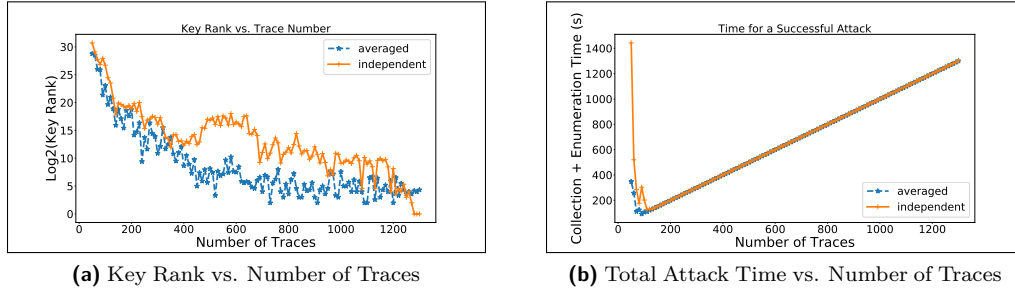 Key Rank vs. Trace Number
30
25
20
15
10
5
0
Log2(Key Rank)
averaged
independent
0 200 400 600 800 1000 1200
Number of Traces
(a) Key Rank vs. Number of Traces
Time for a Successful Attack
1400
1200
1000
800
600
400
200
Collection + Enumeration Time (s)
averaged
independent
0 200 400 600 800 1000 1200
Number of Traces
(b) Total Attack Time vs. Number of Traces